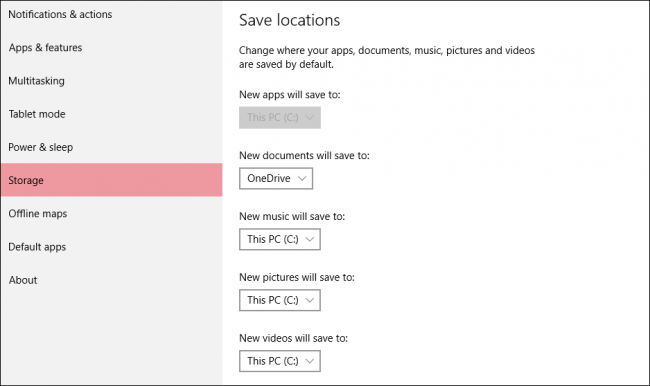 Notifications & actions
Apps & features
Multitasking
Tablet mode
Power & sleep
Storage
Offline maps
Default apps
About
Save locations
Change where your apps, documents, music, pictures and videos
are saved by default.
New apps will save to:
This PC (C:)
New documents will save to:
OneDrive
New music will save to:
This PC (C:)
New pictures will save to:
This PC (C:)
New videos will save to:
This PC (C:)